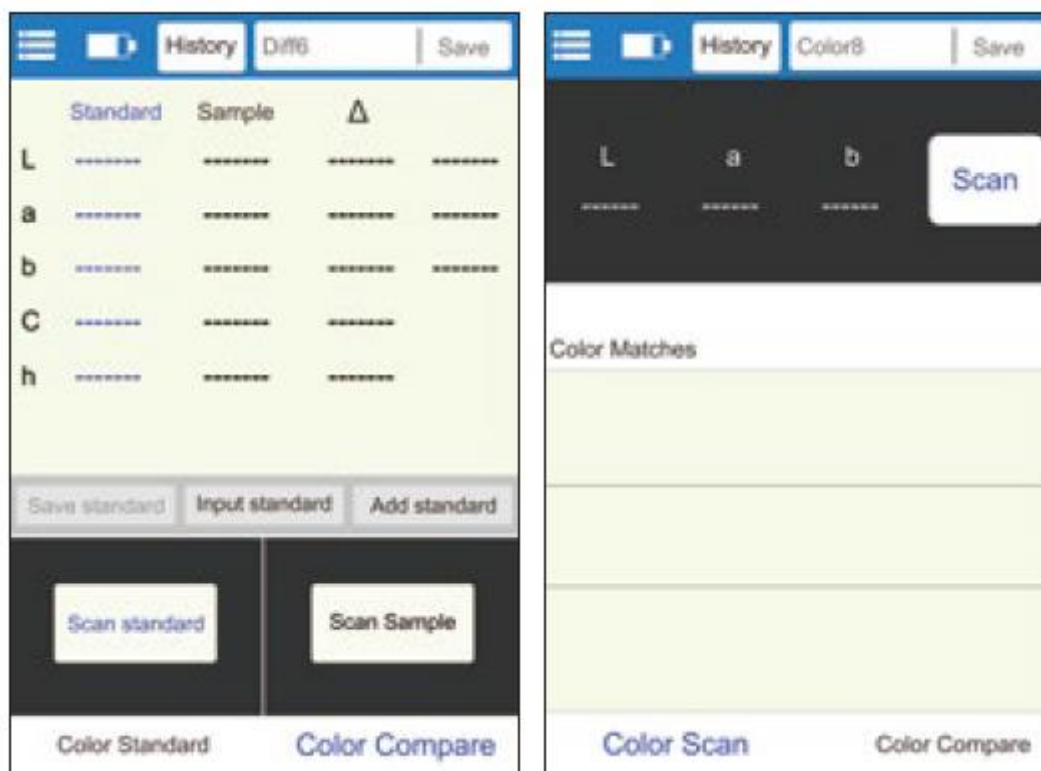 History Diff6 Save
Standard Sample Δ
L ------- ------- ------- -------
a ------- ------- ------- -------
b ------- ------- ------- -------
C ------- ------- -------
h ------- ------- -------
Save standard Input standard Add standard
Scan standard Scan Sample
Color Standard Color Compare
History Color8 Save
L a b
------ ------ ------
Scan
Color Matches
Color Scan Color Compare